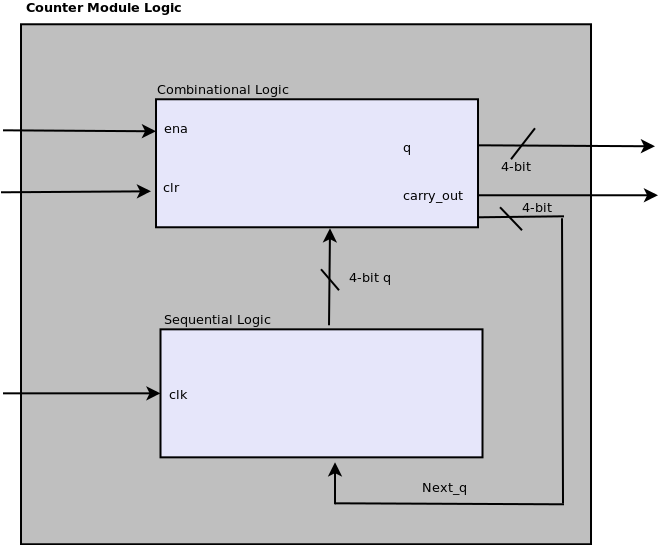 Counter Module Logic
Combinational Logic
ena
q
4-bit
clr
carry_out
4-bit
4-bit q
Sequential Logic
clk
Next_q